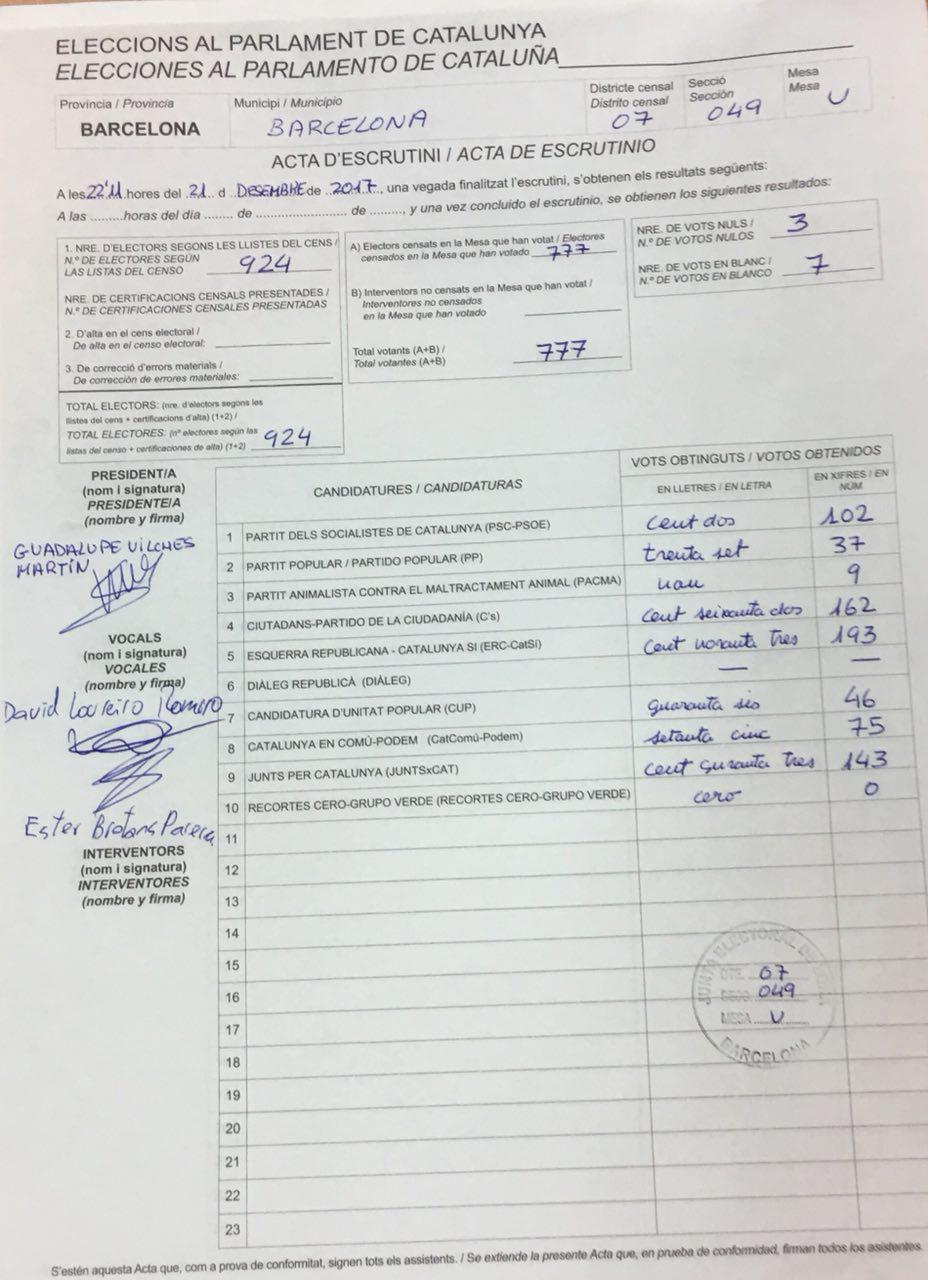 ELECCIONS AL PARLAMENT DE CATALUNYA
ELECCIONES AL PARLAMENTO DE CATALUÑA
Província / Provincia
BARCELONA
Municipi / Municipio
BARCELONA
Districte censal
Distrito censal
07
Secció
Sección
049
Mesa
Mesa
U
ACTA D'ESCRUTINI / ACTA DE ESCRUTINIO
A les 22'11 hores del 21 d DESEMBRE de 2017, una vegada finalitzat l'escrutini, s'obtenen els resultats següents:
A las .........horas del día ........ de ......................... de ........., y una vez concluido el escrutinio, se obtienen los siguientes resultados:
1. NRE. D'ELECTORS SEGONS LES LLISTES DEL CENS /
N.º DE ELECTORES SEGÚN
LAS LISTAS DEL CENSO 924
NRE. DE CERTIFICACIONS CENSALS PRESENTADES /
N.º DE CERTIFICACIONES CENSALES PRESENTADAS
2. D'alta en el cens electoral /
De alta en el censo electoral:
3. De correcció d'errors materials /
De corrección de errores materiales:
TOTAL ELECTORS: (nre. d'electors segons les
llistes del cens + certificacions d'alta) (1+2) /
TOTAL ELECTORES: (nº electores según las
listas del censo + certificaciones de alta) (1+2) 924
A) Electors censats en la Mesa que han votat / Electores
censados en la Mesa que han votado 777
B) Interventors no censats en la Mesa que han votat /
Interventores no censados
en la Mesa que han votado
Total votants (A+B) /
Total votantes (A+B) 777
NRE. DE VOTS NULS /
N.º DE VOTOS NULOS 3
NRE. DE VOTS EN BLANC /
N.º DE VOTOS EN BLANCO 7
PRESIDENT/A
(nom i signatura)
PRESIDENTE/A
(nombre y firma)
GUADALUPE VILCHES
MARTÍN
VOCALS
(nom i signatura)
VOCALES
(nombre y firma)
David Loureiro Romero
Ester Brotons Parera
INTERVENTORS
(nom i signatura)
INTERVENTORES
(nombre y firma)
CANDIDATURES / CANDIDATURAS
VOTS OBTINGUTS / VOTOS OBTENIDOS
EN LLETRES / EN LETRA
EN XIFRES / EN
NÚM
1 PARTIT DELS SOCIALISTES DE CATALUNYA (PSC-PSOE) cent dos 102
2 PARTIT POPULAR / PARTIDO POPULAR (PP) trenta set 37
3 PARTIT ANIMALISTA CONTRA EL MALTRACTAMENT ANIMAL (PACMA) nou 9
4 CIUTADANS-PARTIDO DE LA CIUDADANÍA (C's) cent seixanta dos 162
5 ESQUERRA REPUBLICANA - CATALUNYA SI (ERC-CatSí) cent noranta tres 193
6 DIÀLEG REPUBLICÀ (DIÀLEG) — —
7 CANDIDATURA D'UNITAT POPULAR (CUP) guaranta sis 46
8 CATALUNYA EN COMÚ-PODEM (CatComú-Podem) setanta cinc 75
9 JUNTS PER CATALUNYA (JUNTSxCAT) cent guranta tres 143
10 RECORTES CERO-GRUPO VERDE (RECORTES CERO-GRUPO VERDE) cero 0
11
12
13
14
15
16
17
18
19
20
21
22
23
JUNTA ELECTORAL DE
DTE. 07
SECC. 049
MESA U
BARCELONA
S'estén aquesta Acta que, com a prova de conformitat, signen tots els assistents. / Se extiende la presente Acta que, en prueba de conformidad, firman todos los asistentes.